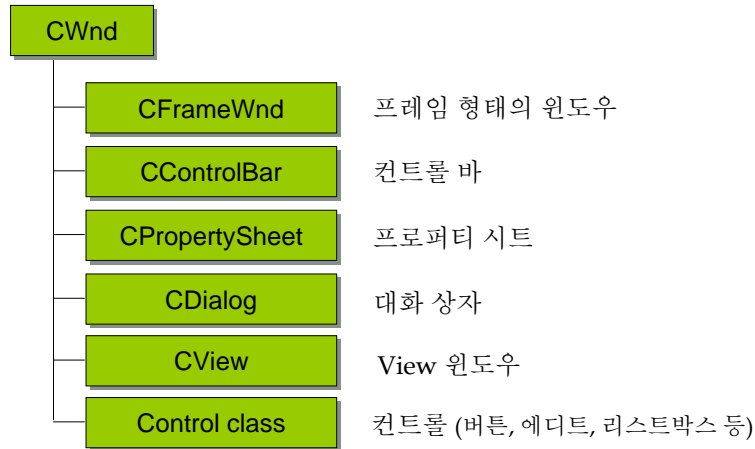 CWnd
CFrameWnd 프레임 형태의 윈도우
CControlBar 컨트롤 바
CPropertySheet 프로퍼티 시트
CDialog 대화 상자
CView View 윈도우
Control class 컨트롤 (버튼, 에디트, 리스트박스 등)